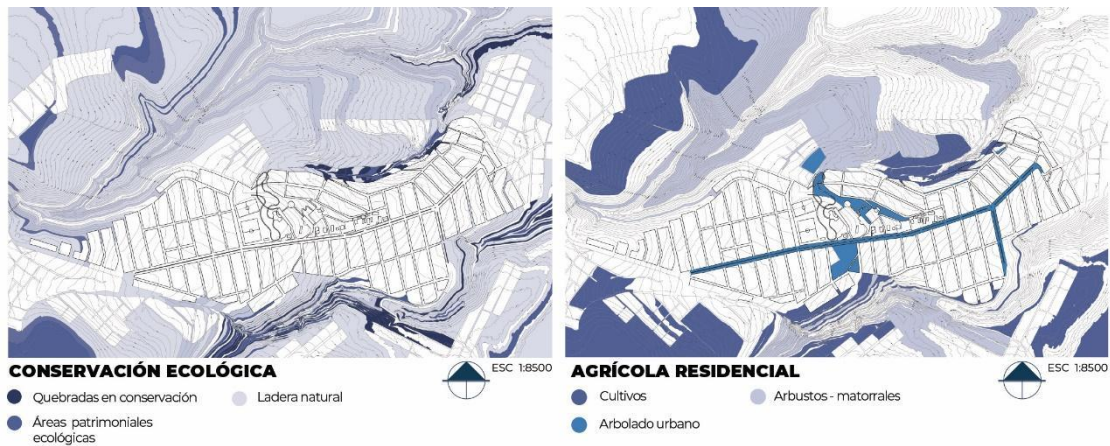 CONSERVACIÓN ECOLÓGICA
ESC 1:8500
Quebradas en conservación
Ladera natural
Áreas patrimoniales
ecológicas
AGRÍCOLA RESIDENCIAL
ESC 1:8500
Cultivos
Arbustos - matorrales
Arbolado urbano